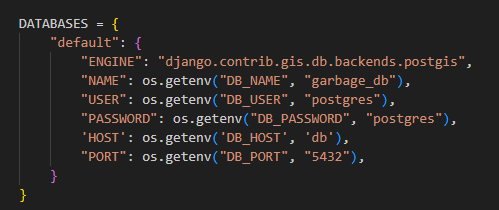 DATABASES = {
    "default": {
        "ENGINE": "django.contrib.gis.db.backends.postgis",
        "NAME": os.getenv("DB_NAME", "garbage_db"),
        "USER": os.getenv("DB_USER", "postgres"),
        "PASSWORD": os.getenv("DB_PASSWORD", "postgres"),
        'HOST': os.getenv('DB_HOST', 'db'),
        "PORT": os.getenv("DB_PORT", "5432"),
    }
}